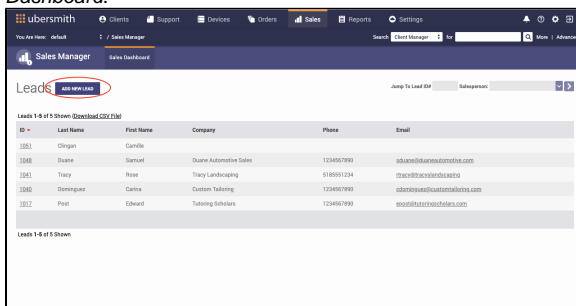 Dashboard.
ubersmith Clients Support Devices Orders Sales Reports Settings
You Are Here: default / Sales Manager Search Client Manager for More | Advance
Sales Manager Sales Dashboard
Leads ADD NEW LEAD Jump To Lead ID# Salesperson:
Leads 1-5 of 5 Shown (Download CSV File)
ID Last Name First Name Company Phone Email
1051 Clingan Camille
1048 Duane Samuel Duane Automotive Sales 1234567890 sduane@duaneautomotive.com
1041 Tracy Rose Tracy Landscaping 5185551234 rtracy@tracyslandscaping
1040 Dominguez Carina Custom Tailoring 1234567890 cdominguez@customtailoring.com
1017 Post Edward Tutoring Scholars 1234567890 epost@tutoringscholars.com
Leads 1-5 of 5 Shown